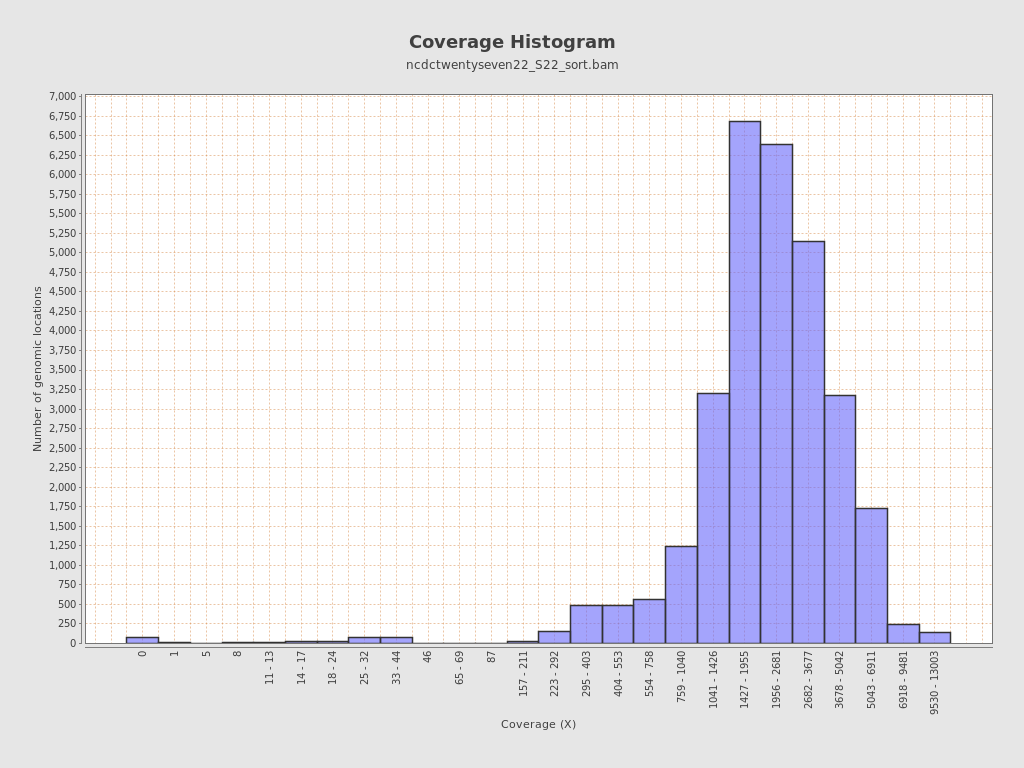 Coverage Histogram
ncdctwentyseven22_S22_sort.bam
7,000
6,750
6,500
6,250
6,000
5,750
5,500
5,250
5,000
4,750
4,500
4,250
4,000
3,750
3,500
3,250
3,000
2,750
2,500
2,250
2,000
1,750
1,500
1,250
1,000
750
500
250
0
Number of genomic locations
0
1
5
8
11 - 13
14 - 17
18 - 24
25 - 32
33 - 44
46
65 - 69
87
157 - 211
223 - 292
295 - 403
404 - 553
554 - 758
759 - 1040
1041 - 1426
1427 - 1955
1956 - 2681
2682 - 3677
3678 - 5042
5043 - 6911
6918 - 9481
9530 - 13003
Coverage (X)